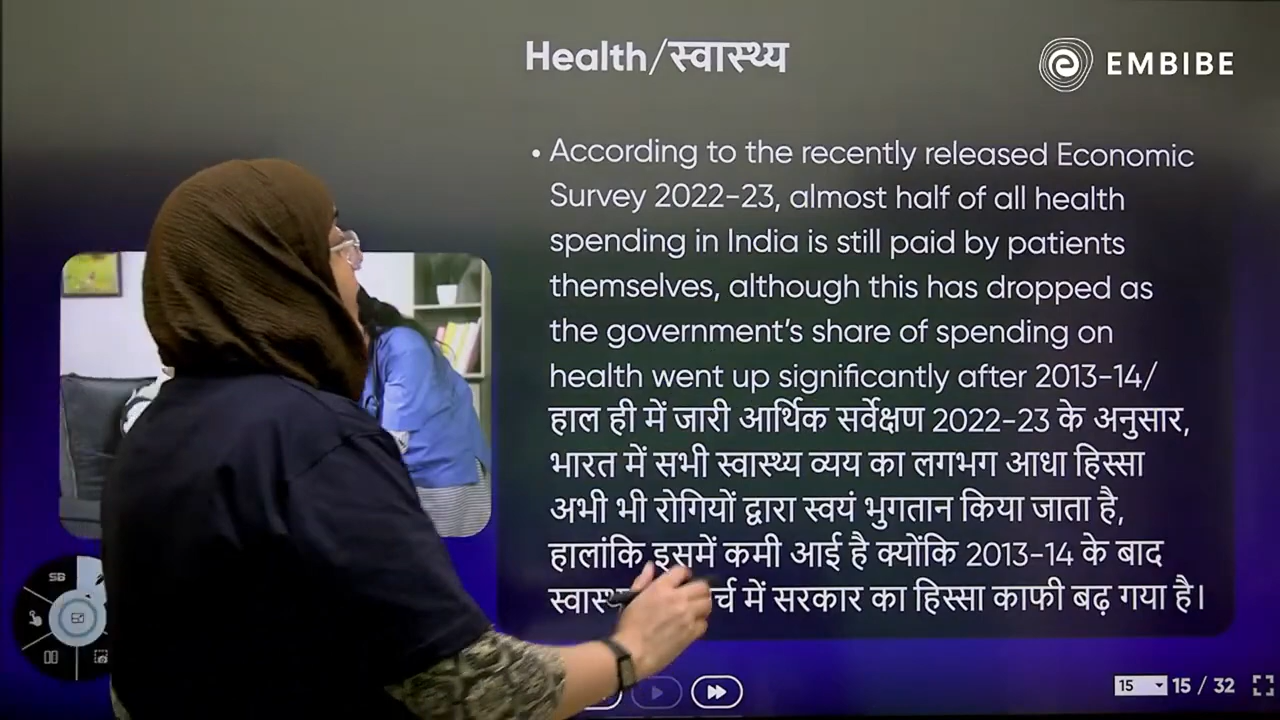 Health/स्वास्थ्य
EMBIBE
• According to the recently released Economic
Survey 2022-23, almost half of all health
spending in India is still paid by patients
themselves, although this has dropped as
the government's share of spending on
health went up significantly after 2013-14/
हाल ही में जारी आर्थिक सर्वेक्षण 2022-23 के अनुसार,
भारत में सभी स्वास्थ्य व्यय का लगभग आधा हिस्सा
अभी भी रोगियों द्वारा स्वयं भुगतान किया जाता है,
हालांकि इसमें कमी आई है क्योंकि 2013-14 के बाद
में सरकार का हिस्सा काफी बढ़ गया है।
SB
15
15 / 32